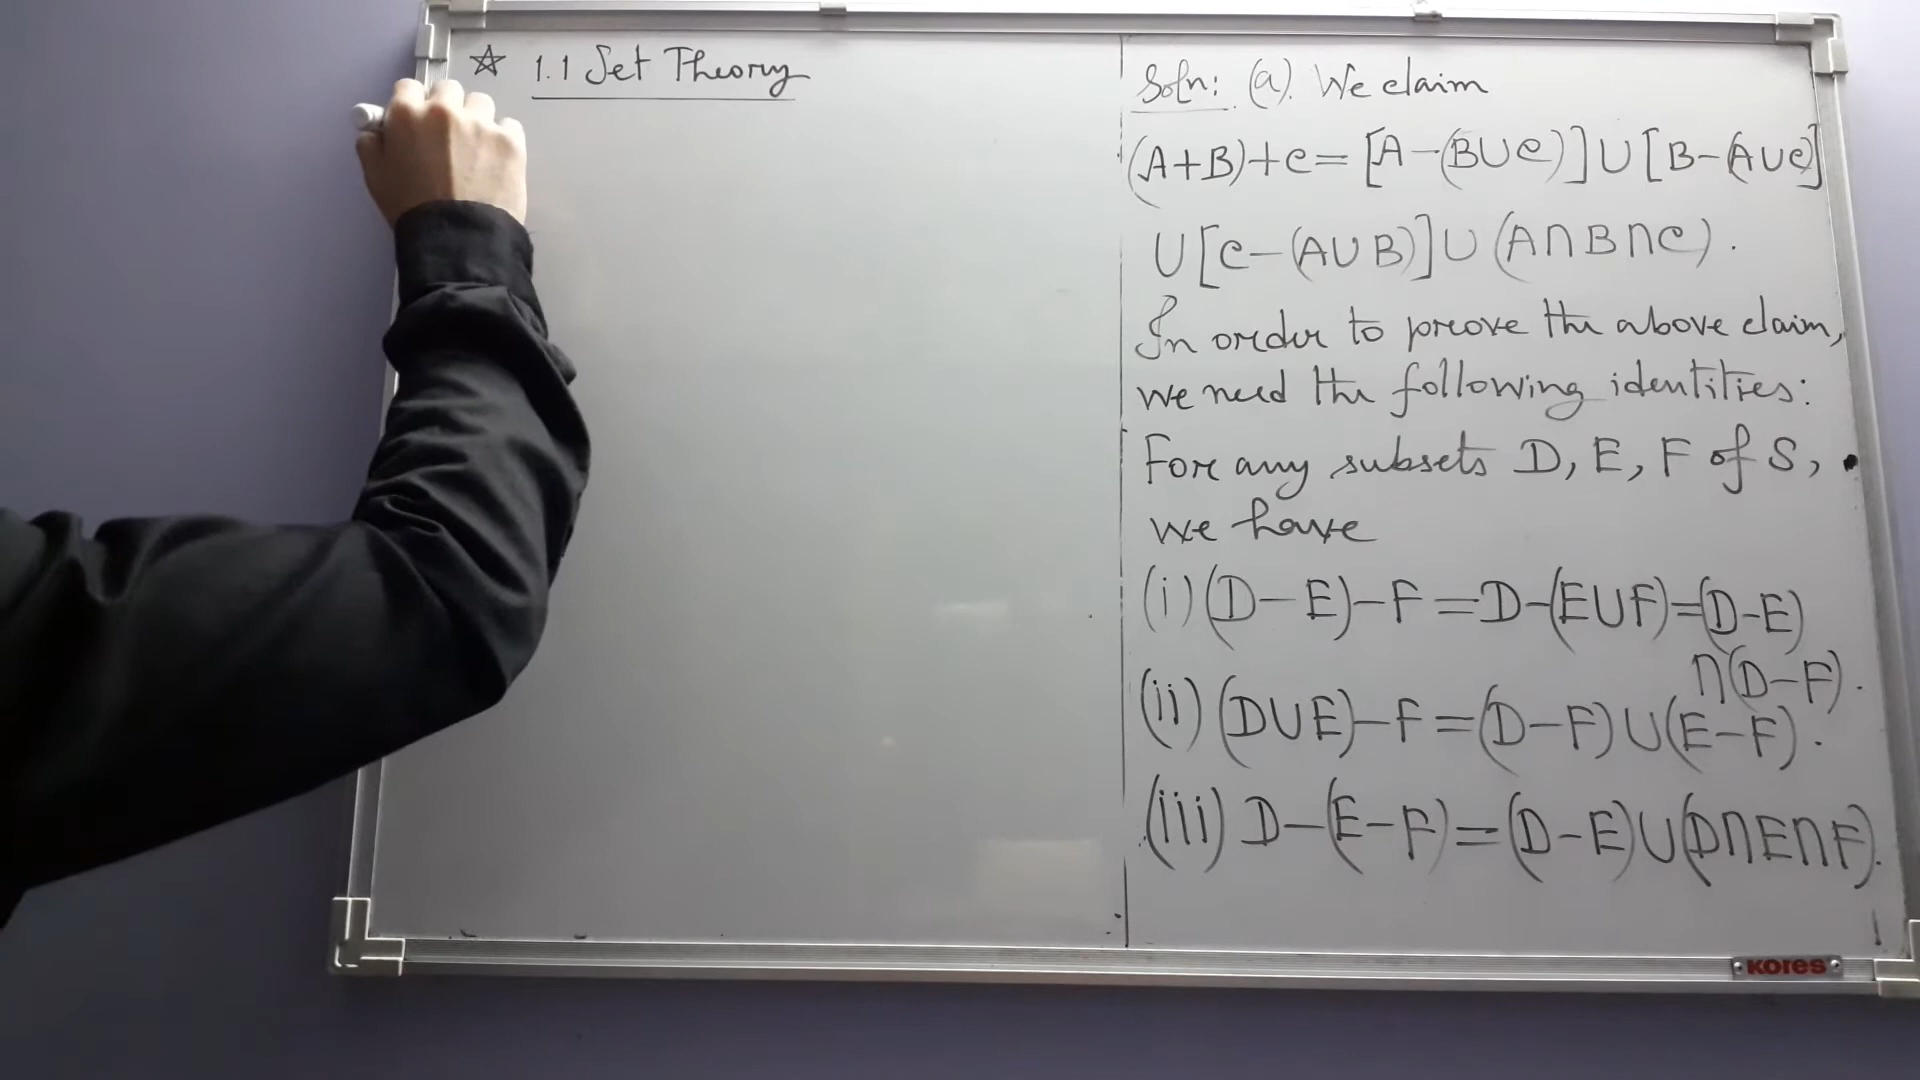 ☆ 1.1 Set Theory
Soln: (a). We claim
(A+B)+C=[A-(B∪C)]∪[B-(A∪C)]
∪[C-(A∪B)]∪(A∩B∩C).
In order to prove the above claim,
we need the following identities:
For any subsets D, E, F of S,
we have
(i) (D-E)-F=D-(E∪F)=(D-E)
∩(D-F).
(ii) (D∪E)-F=(D-F)∪(E-F).
(iii) D-(E-F)=(D-E)∪(D∩E∩F).
KORES